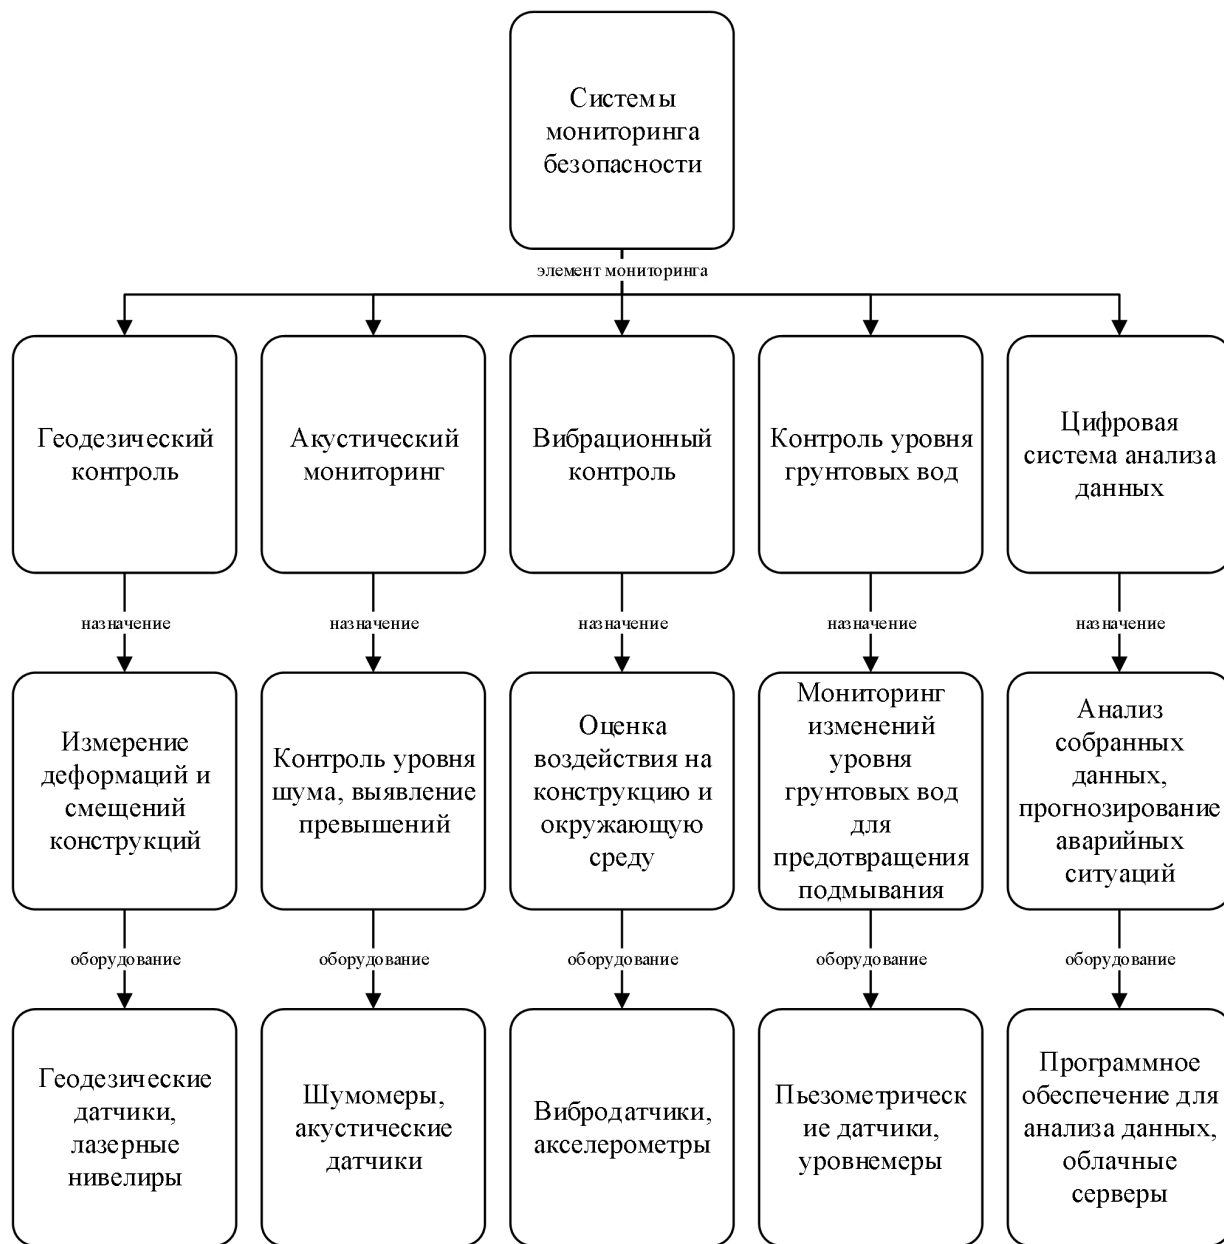 Системы
мониторинга
безопасности
элемент мониторинга
Геодезический
контроль
Акустический
мониторинг
Вибрационный
контроль
Контроль уровня
грунтовых вод
Цифровая
система анализа
данных
назначение
назначение
назначение
назначение
назначение
Измерение
деформаций и
смещений
конструкций
Контроль уровня
шума, выявление
превышений
Оценка
воздействия на
конструкцию и
окружающую
среду
Мониторинг
изменений
уровня
грунтовых вод
для
предотвращения
подмывания
Анализ
собранных
данных,
прогнозирование
аварийных
ситуаций
оборудование
оборудование
оборудование
оборудование
оборудование
Геодезические
датчики,
лазерные
нивелиры
Шумомеры,
акустические
датчики
Вибродатчики,
акселерометры
Пьезометрическ
ие датчики,
уровнемеры
Программное
обеспечение для
анализа данных,
облачные
серверы